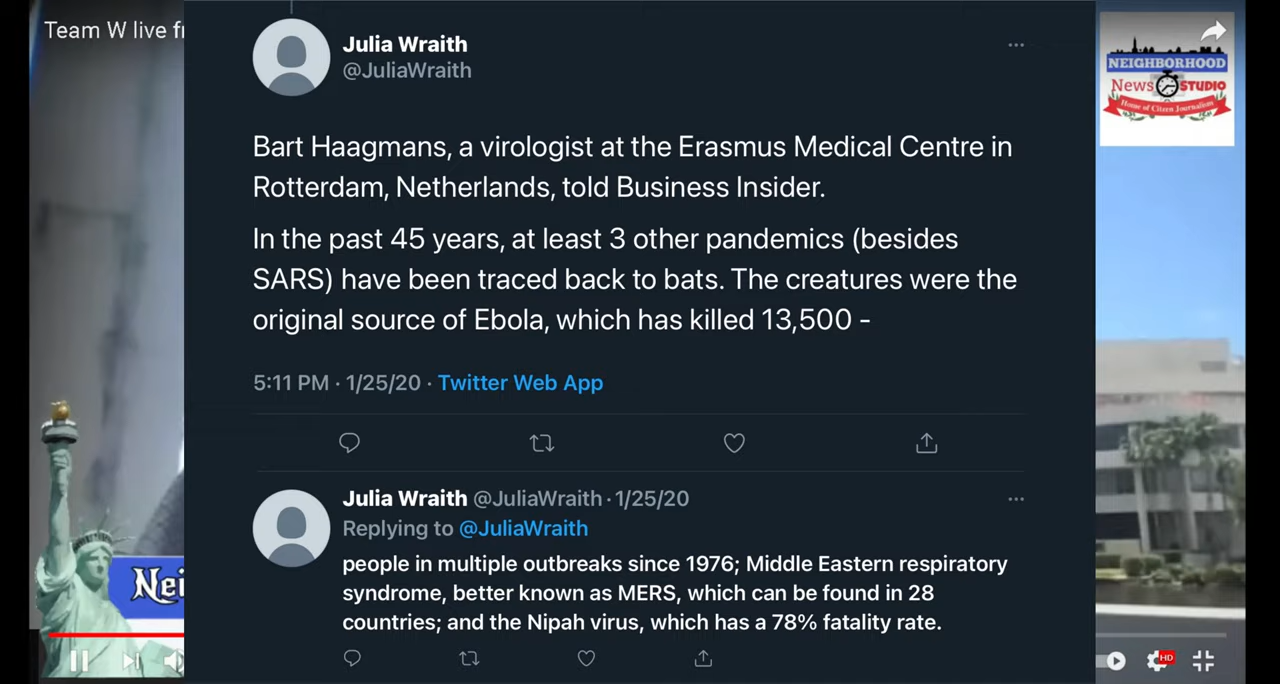 Team W live fr
Julia Wraith
@JuliaWraith
NEIGHBORHOOD
News STUDIO
Home of Citizen Journalism
Bart Haagmans, a virologist at the Erasmus Medical Centre in
Rotterdam, Netherlands, told Business Insider.
In the past 45 years, at least 3 other pandemics (besides
SARS) have been traced back to bats. The creatures were the
original source of Ebola, which has killed 13,500 -
5:11 PM · 1/25/20 · Twitter Web App
Julia Wraith @JuliaWraith · 1/25/20
Replying to @JuliaWraith
people in multiple outbreaks since 1976; Middle Eastern respiratory
syndrome, better known as MERS, which can be found in 28
countries; and the Nipah virus, which has a 78% fatality rate.
Nei
HD